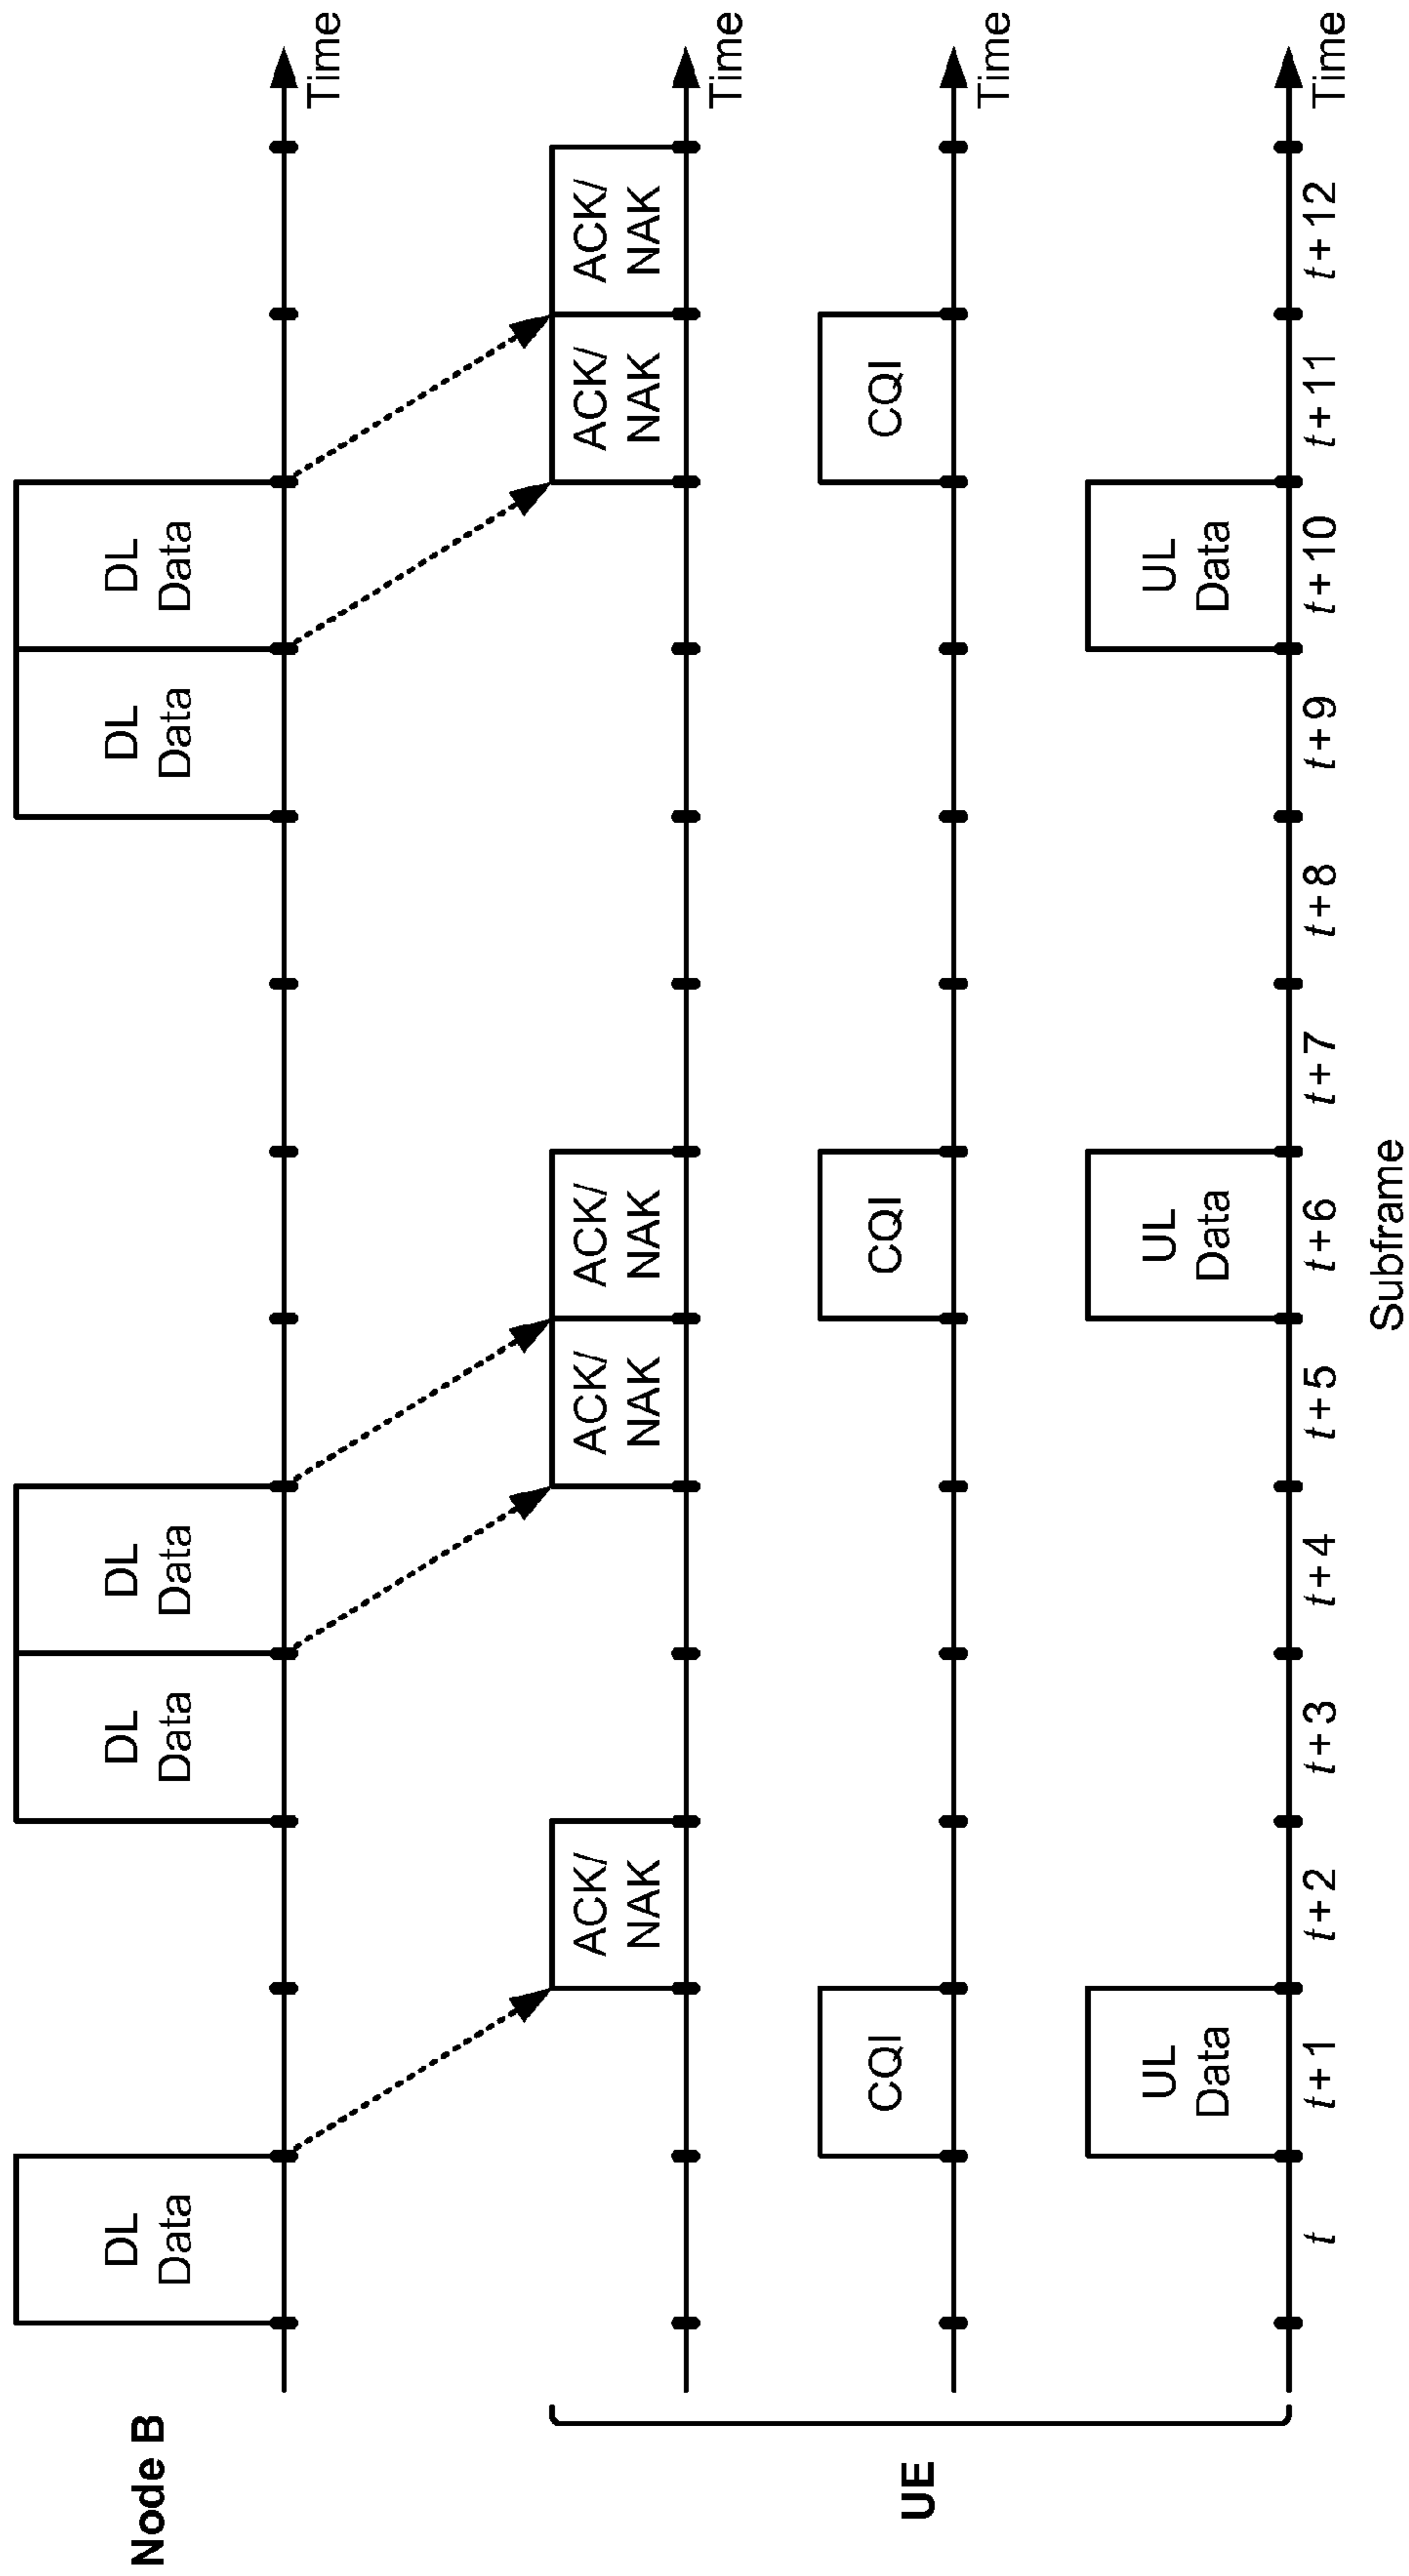 Node B
DL
Data
DL
Data
DL
Data
DL
Data
DL
Data
Time
ACK/
NAK
ACK/
NAK
ACK/
NAK
ACK/
NAK
ACK/
NAK
Time
UE
CQI
CQI
CQI
Time
UL
Data
UL
Data
UL
Data
t
t + 1
t + 2
t + 3
t + 4
t + 5
t + 6
t + 7
t + 8
t + 9
t + 10
t + 11
t + 12
Time
Subframe